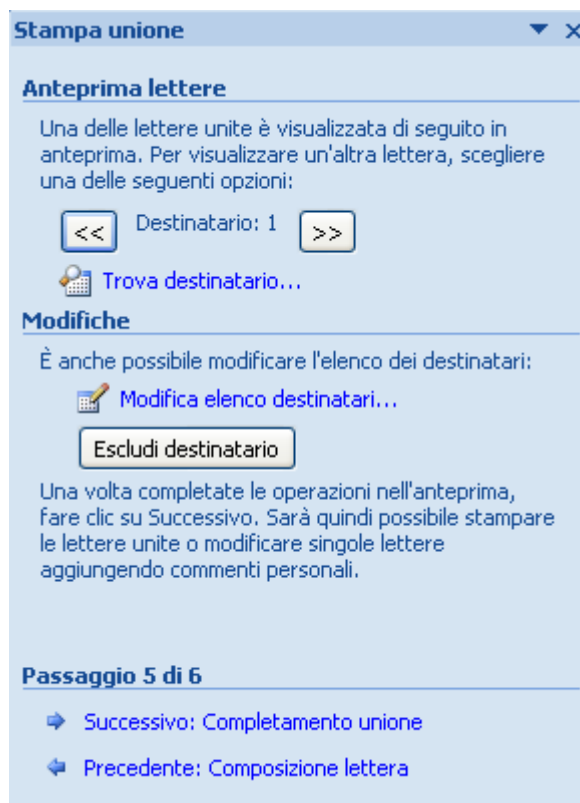 Stampa unione
Anteprima lettere
Una delle lettere unite è visualizzata di seguito in
anteprima. Per visualizzare un'altra lettera, scegliere
una delle seguenti opzioni:
<< Destinatario: 1 >>
Trova destinatario...
Modifiche
È anche possibile modificare l'elenco dei destinatari:
Modifica elenco destinatari...
Escludi destinatario
Una volta completate le operazioni nell'anteprima,
fare clic su Successivo. Sarà quindi possibile stampare
le lettere unite o modificare singole lettere
aggiungendo commenti personali.
Passaggio 5 di 6
Successivo: Completamento unione
Precedente: Composizione lettera